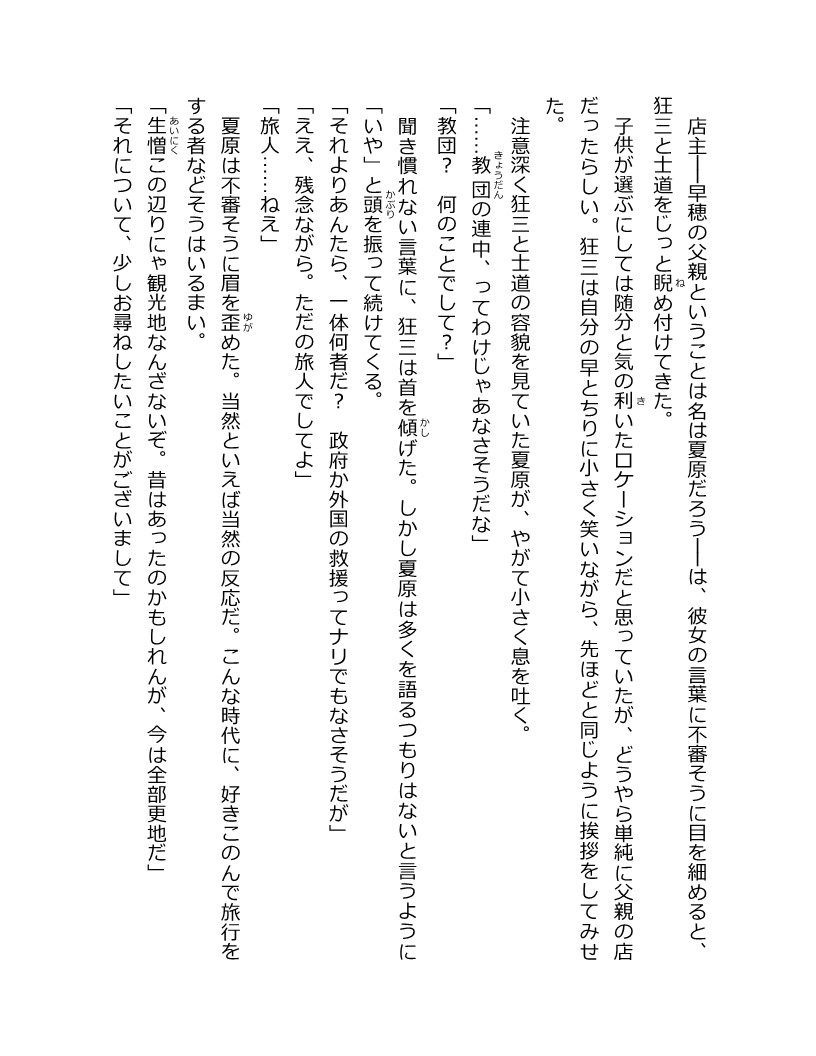 店主――早穂の父親ということは名は夏原だろう――は、彼女の言葉に不審そうに目を細めると、
狂三と士道をじっと睨め付けてきた。
　子供が選ぶにしては随分と気の利いたロケーションだと思っていたが、どうやら単純に父親の店
だったらしい。狂三は自分の早とちりに小さく笑いながら、先ほどと同じように挨拶をしてみせ
た。
　注意深く狂三と士道の容貌を見ていた夏原が、やがて小さく息を吐く。
「……教団の連中、ってわけじゃあなさそうだな」
「教団？　何のことでして？」
　聞き慣れない言葉に、狂三は首を傾げた。しかし夏原は多くを語るつもりはないと言うように
「いや」と頭を振って続けてくる。
「それよりあんたら、一体何者だ？　政府か外国の救援ってナリでもなさそうだが」
「ええ、残念ながら。ただの旅人でしてよ」
「旅人……ねえ」
　夏原は不審そうに眉を歪めた。当然といえば当然の反応だ。こんな時代に、好きこのんで旅行を
する者などそうはいるまい。
「生憎この辺りにゃ観光地なんざないぞ。昔はあったのかもしれんが、今は全部更地だ」
「それについて、少しお尋ねしたいことがございまして」